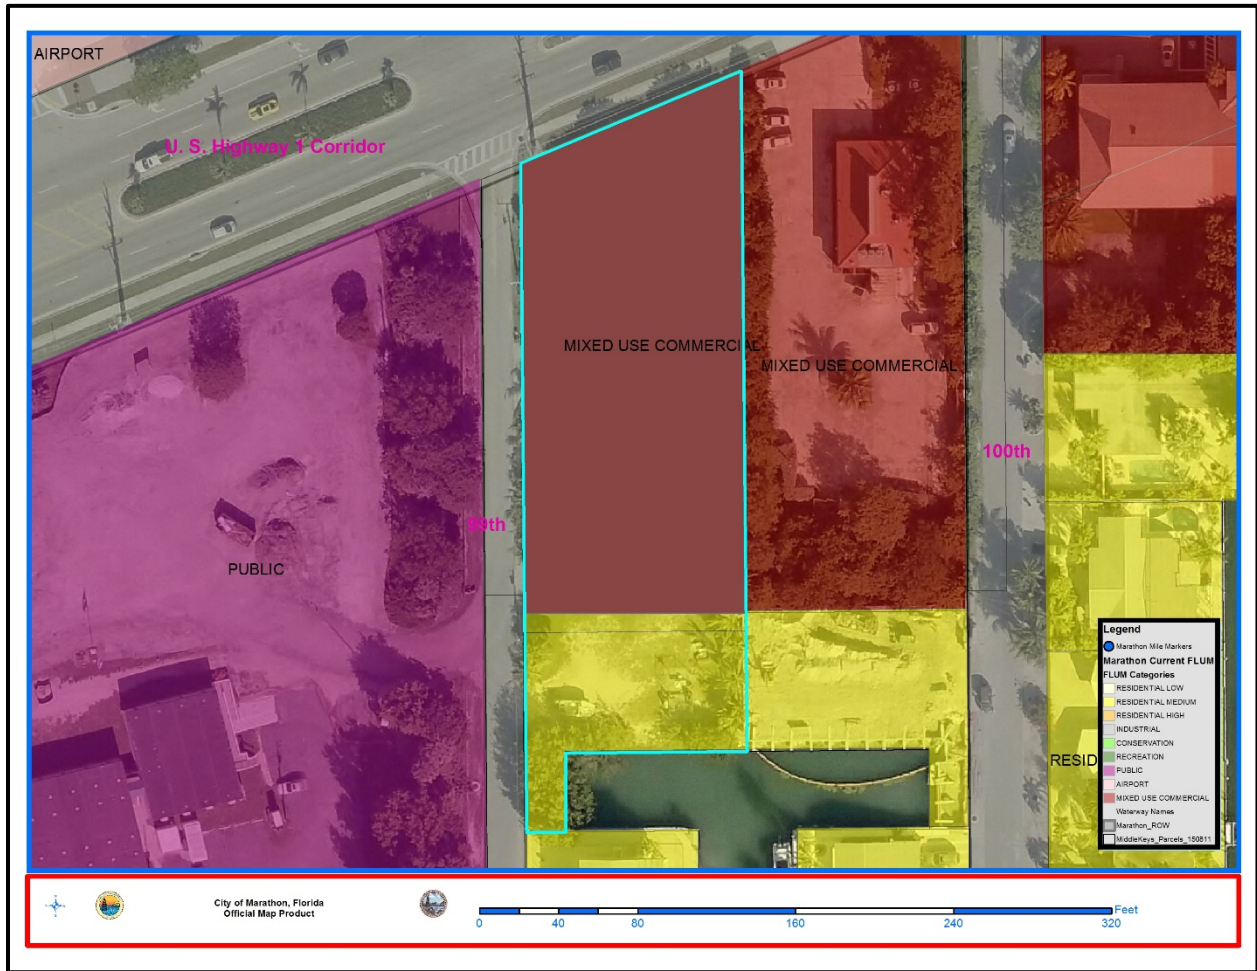 AIRPORT
U. S. Highway 1 Corridor
MIXED USE COMMERCIAL
MIXED USE COMMERCIAL
100th
99th
PUBLIC
RESID
Legend
Marathon Mile Markers
Marathon Current FLUM
FLUM Categories
RESIDENTIAL LOW
RESIDENTIAL MEDIUM
RESIDENTIAL HIGH
INDUSTRIAL
CONSERVATION
RECREATION
PUBLIC
AIRPORT
MIXED USE COMMERCIAL
Waterway Names
Marathon_ROW
MiddleKeys_Parcels_150811
City of Marathon, Florida
Official Map Product
Feet
0 40 80 160 240 320